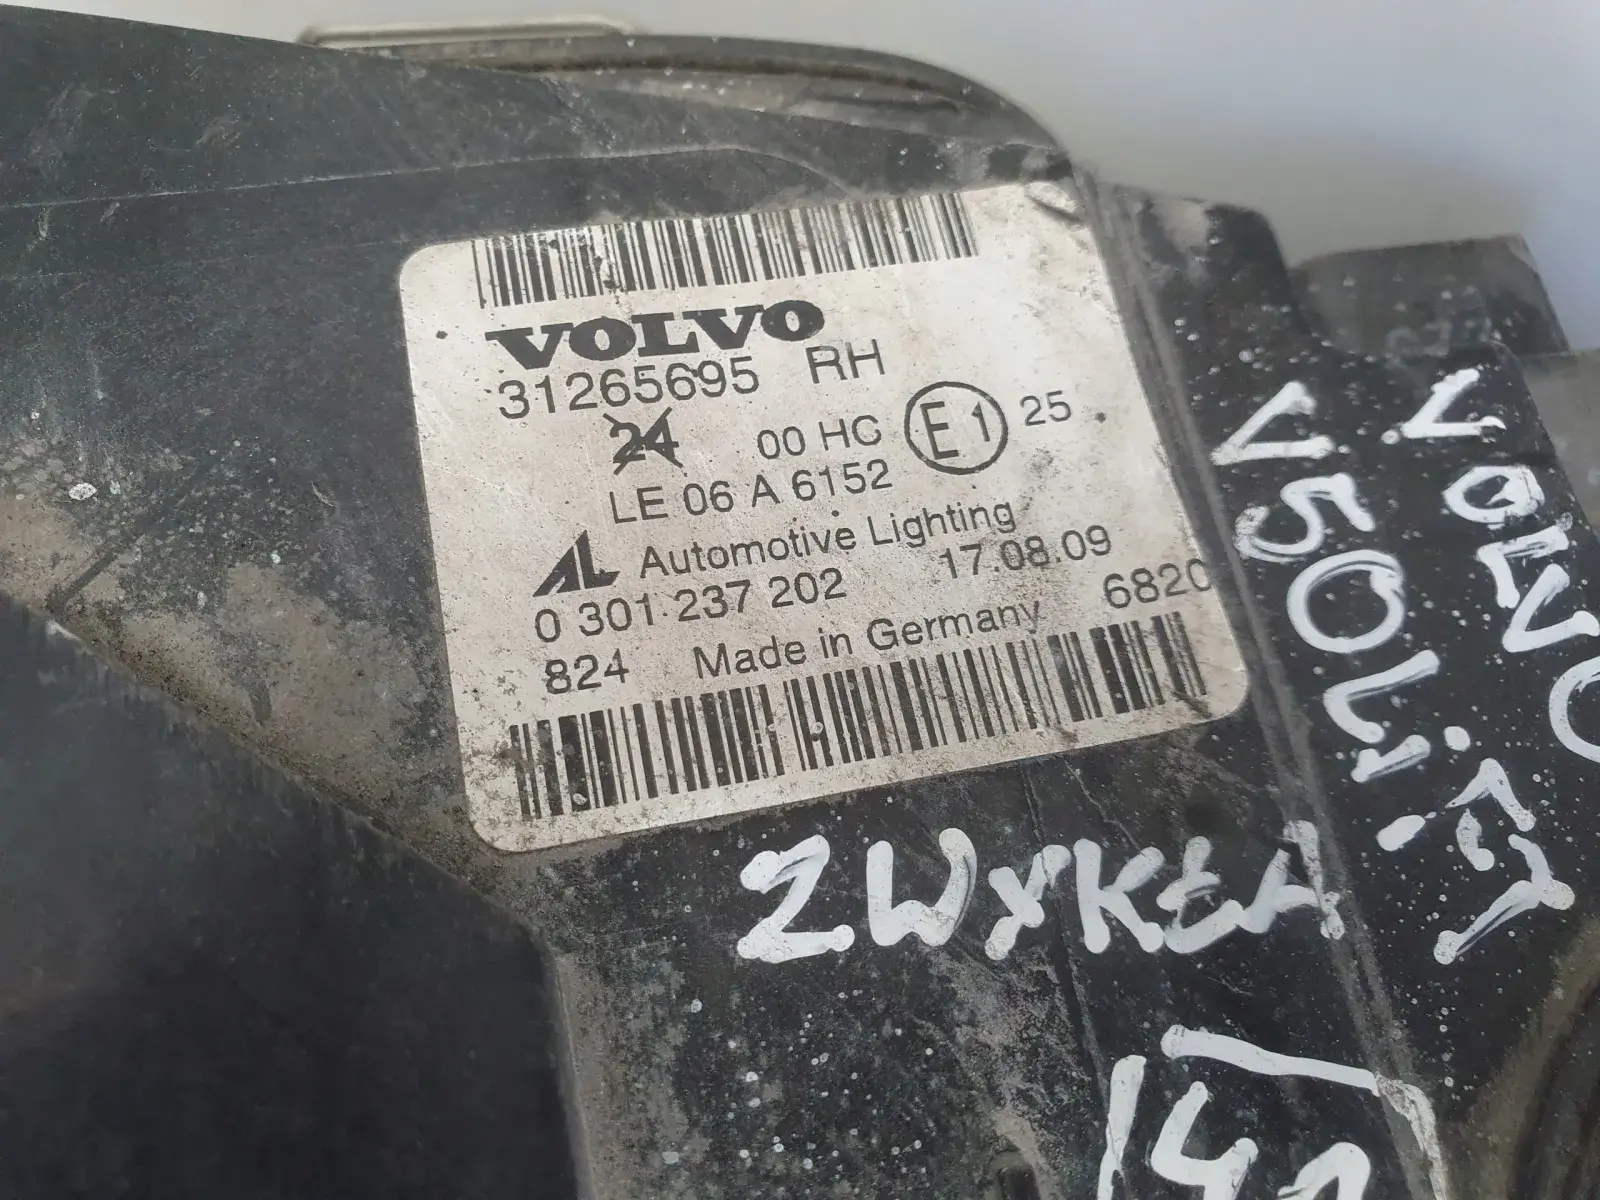 VOLVO
31265695 RH
24 00 HC E1 25
LE 06 A 6152
AL Automotive Lighting
0 301 237 202 17.08.09
824 Made in Germany 6820
VOLVO
V50 LiFT
ZWYKŁA